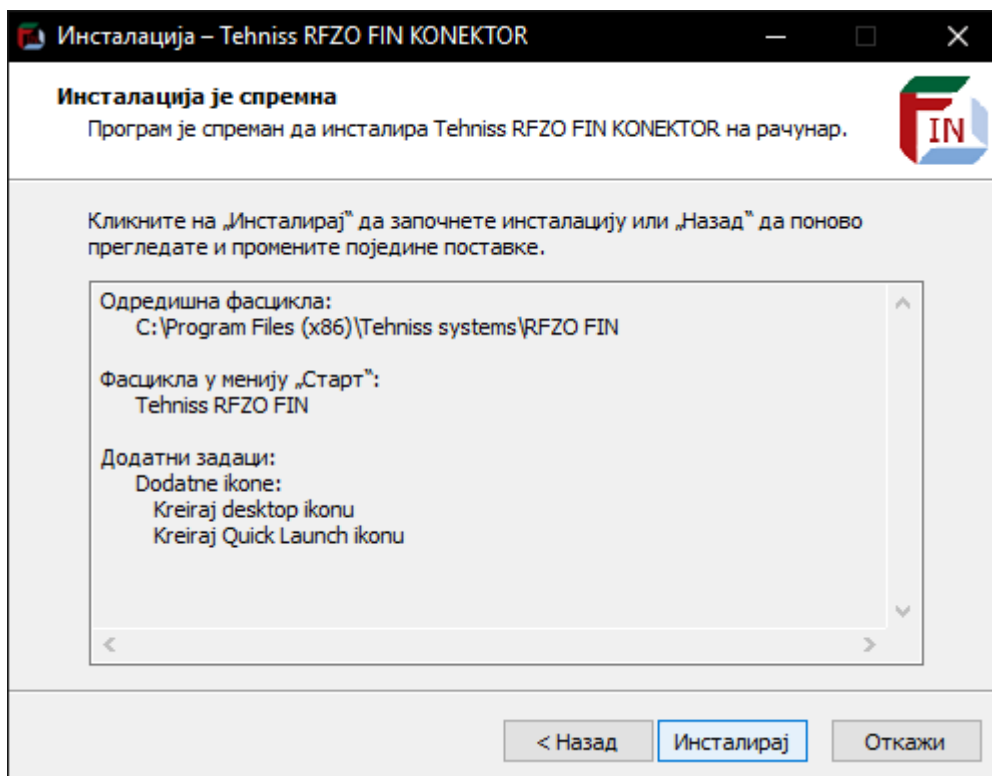 Инсталација – Tehniss RFZO FIN KONEKTOR
Инсталација је спремна
Програм је спреман да инсталира Tehniss RFZO FIN KONEKTOR на рачунар.
IN
Кликните на „Инсталирај“ да започнете инсталацију или „Назад“ да поново
прегледате и промените поједине поставке.
Одредишна фасцикла:
C:\Program Files (x86)\Tehniss systems\RFZO FIN
Фасцикла у менију „Старт“:
Tehniss RFZO FIN
Додатни задаци:
Dodatne ikone:
Kreiraj desktop ikonu
Kreiraj Quick Launch ikonu
< Назад
Инсталирај
Откажи